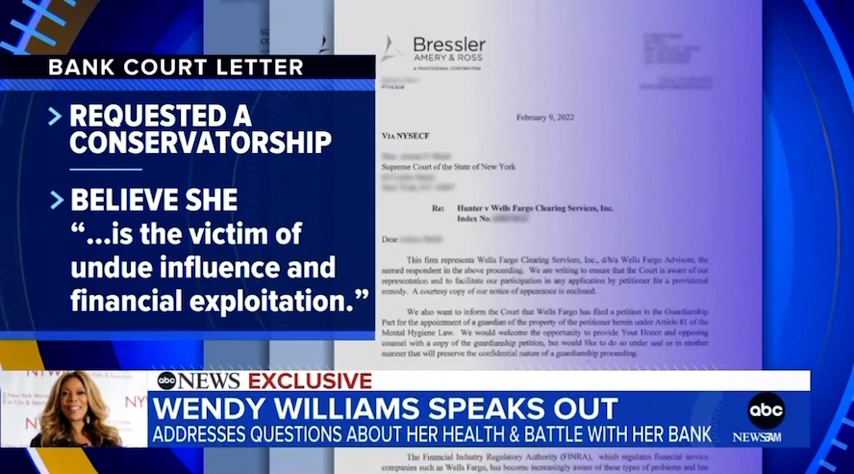 BANK COURT LETTER
> REQUESTED A
CONSERVATORSHIP
> BELIEVE SHE
“...is the victim of
undue influence and
financial exploitation.”
Bressler
AMERY & ROSS
A PROFESSIONAL CORPORATION
February 9, 2022
VIA NYSECF
Supreme Court of the State of New York
Re: Hunter v Wells Fargo Clearing Services, Inc.
Index No.
Dear
This firm represents Wells Fargo Clearing Services, Inc., d/b/a Wells Fargo Advisors, the
named respondent in the above proceeding. We are writing to ensure that the Court is aware of our
representation and to facilitate our participation in any application by petitioner for a provisional
remedy. A courtesy copy of our notice of appearance is enclosed.
We also want to inform the Court that Wells Fargo has filed a petition in the Guardianship
Part for the appointment of a guardian of the property of the petitioner herein under Article 81 of the
Mental Hygiene Law. We would welcome the opportunity to provide Your Honor and opposing
counsel with a copy of the guardianship petition, but would like to do so under seal or in another
manner that will preserve the confidential nature of a guardianship proceeding.
abc NEWS EXCLUSIVE
WENDY WILLIAMS SPEAKS OUT
ADDRESSES QUESTIONS ABOUT HER HEALTH & BATTLE WITH HER BANK
abc
NEWS
The Financial Industry Regulatory Authority (FINRA), which regulates financial service
companies such as Wells Fargo, has become increasingly aware of these types of problems and has